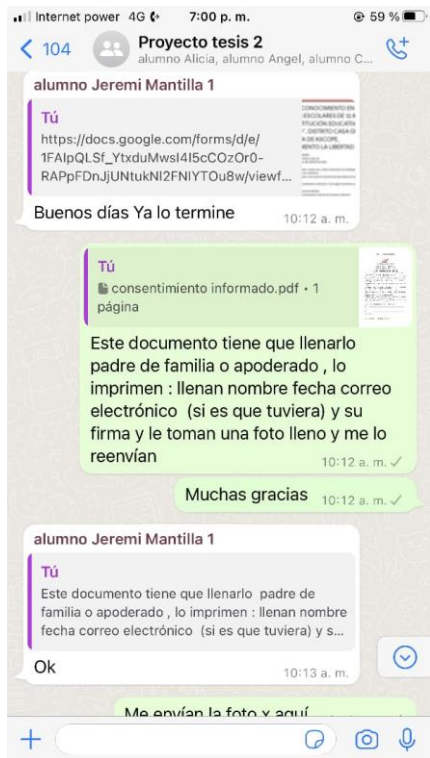 Internet power 4G 7:00 p. m. 59 %
104 Proyecto tesis 2
alumno Alicia, alumno Angel, alumno C...
alumno Jeremi Mantilla 1
Tú
https://docs.google.com/forms/d/e/
1FAIpQLSf_YtxduMwsI4I5cCOzOr0-
RAPpFDnJjUNtukNI2FNIYTOu8w/viewf...
Buenos días Ya lo termine 10:12 a. m.
Tú
consentimiento informado.pdf • 1
página
Este documento tiene que llenarlo
padre de familia o apoderado , lo
imprimen : llenan nombre fecha correo
electrónico (si es que tuviera) y su
firma y le toman una foto lleno y me lo
reenvían 10:12 a. m.
Muchas gracias 10:12 a. m.
alumno Jeremi Mantilla 1
Tú
Este documento tiene que llenarlo padre de
familia o apoderado , lo imprimen : llenan nombre
fecha correo electrónico (si es que tuviera) y s...
Ok 10:13 a. m.
Me envían la foto x aquí